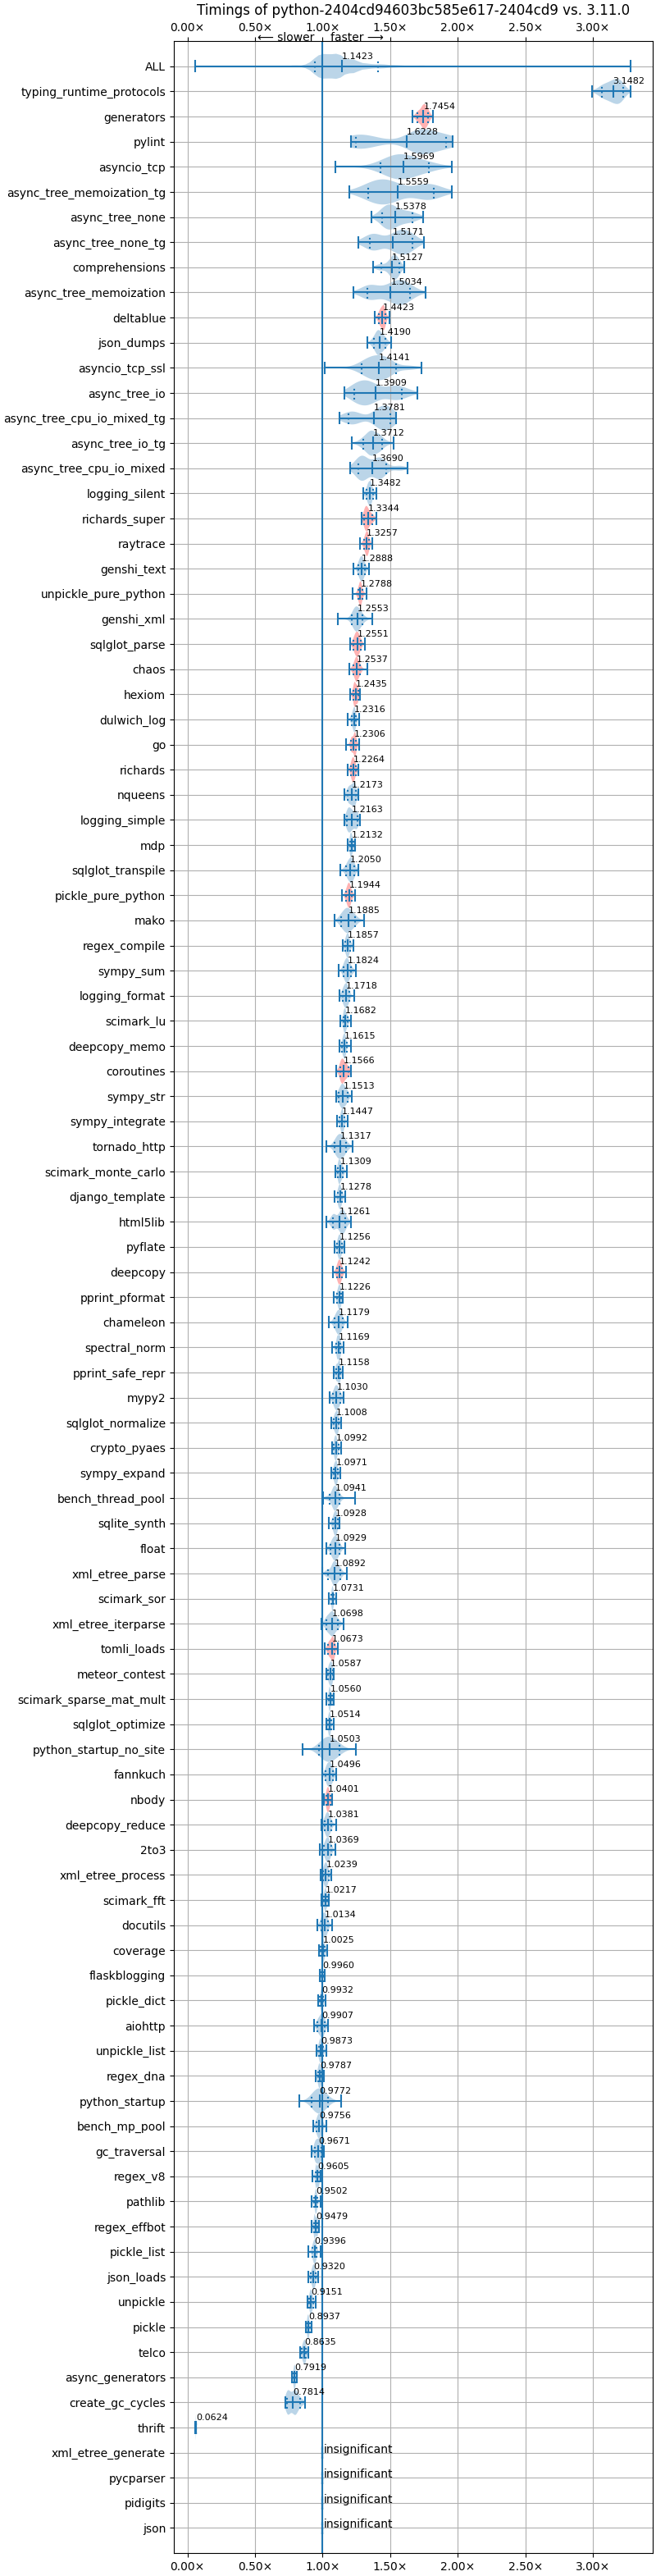 Timings of python-2404cd94603bc585e617-2404cd9 vs. 3.11.0
0.00× 0.50× 1.00× 1.50× 2.00× 2.50× 3.00×
⟵ slower faster ⟶
ALL 1.1423
typing_runtime_protocols 3.1482
generators 1.7454
pylint 1.6228
asyncio_tcp 1.5969
async_tree_memoization_tg 1.5559
async_tree_none 1.5378
async_tree_none_tg 1.5171
comprehensions 1.5127
async_tree_memoization 1.5034
deltablue 1.4423
json_dumps 1.4190
asyncio_tcp_ssl 1.4141
async_tree_io 1.3909
async_tree_cpu_io_mixed_tg 1.3781
async_tree_io_tg 1.3712
async_tree_cpu_io_mixed 1.3690
logging_silent 1.3482
richards_super 1.3344
raytrace 1.3257
genshi_text 1.2888
unpickle_pure_python 1.2788
genshi_xml 1.2553
sqlglot_parse 1.2551
chaos 1.2537
hexiom 1.2435
dulwich_log 1.2316
go 1.2306
richards 1.2264
nqueens 1.2173
logging_simple 1.2163
mdp 1.2132
sqlglot_transpile 1.2050
pickle_pure_python 1.1944
mako 1.1885
regex_compile 1.1857
sympy_sum 1.1824
logging_format 1.1718
scimark_lu 1.1682
deepcopy_memo 1.1615
coroutines 1.1566
sympy_str 1.1513
sympy_integrate 1.1447
tornado_http 1.1317
scimark_monte_carlo 1.1309
django_template 1.1278
html5lib 1.1261
pyflate 1.1256
deepcopy 1.1242
pprint_pformat 1.1226
chameleon 1.1179
spectral_norm 1.1169
pprint_safe_repr 1.1158
mypy2 1.1030
sqlglot_normalize 1.1008
crypto_pyaes 1.0992
sympy_expand 1.0971
bench_thread_pool 1.0941
sqlite_synth 1.0928
float 1.0929
xml_etree_parse 1.0892
scimark_sor 1.0731
xml_etree_iterparse 1.0698
tomli_loads 1.0673
meteor_contest 1.0587
scimark_sparse_mat_mult 1.0560
sqlglot_optimize 1.0514
python_startup_no_site 1.0503
fannkuch 1.0496
nbody 1.0401
deepcopy_reduce 1.0381
2to3 1.0369
xml_etree_process 1.0239
scimark_fft 1.0217
docutils 1.0134
coverage 1.0025
flaskblogging 0.9960
pickle_dict 0.9932
aiohttp 0.9907
unpickle_list 0.9873
regex_dna 0.9787
python_startup 0.9772
bench_mp_pool 0.9756
gc_traversal 0.9671
regex_v8 0.9605
pathlib 0.9502
regex_effbot 0.9479
pickle_list 0.9396
json_loads 0.9320
unpickle 0.9151
pickle 0.8937
telco 0.8635
async_generators 0.7919
create_gc_cycles 0.7814
thrift 0.0624
xml_etree_generate insignificant
pycparser insignificant
pidigits insignificant
json insignificant
0.00× 0.50× 1.00× 1.50× 2.00× 2.50× 3.00×